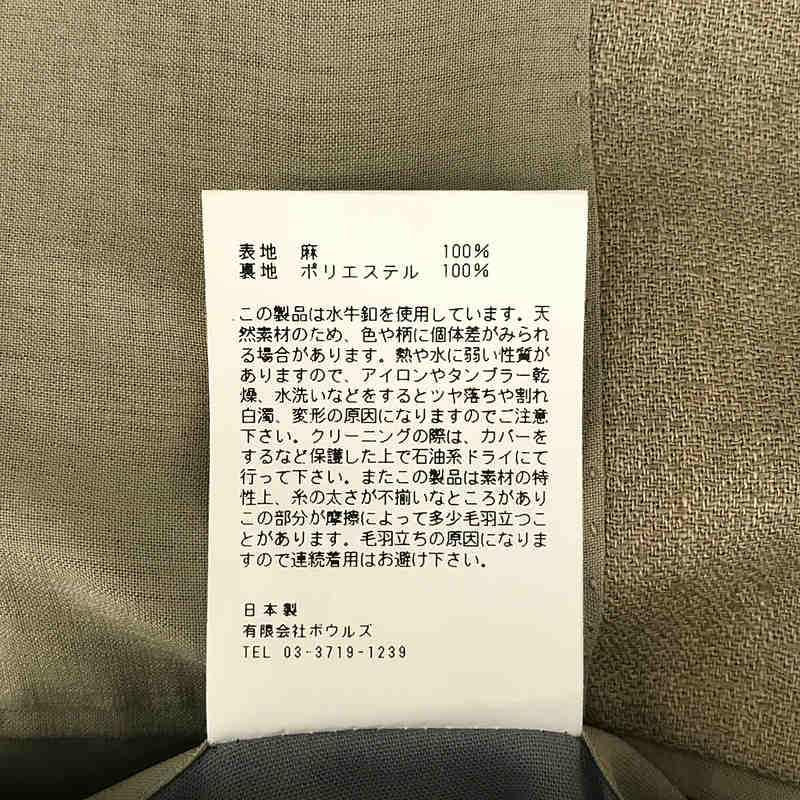 表地 麻 100%
裏地 ポリエステル 100%
この製品は水牛釦を使用しています。天
然素材のため、色や柄に個体差がみられ
る場合があります。熱や水に弱い性質が
ありますので、アイロンやタンブラー乾
燥、水洗いなどをするとツヤ落ちや割れ
白濁、変形の原因になりますのでご注意
下さい。クリーニングの際は、カバーを
するなど保護した上で石油系ドライにて
行って下さい。またこの製品は素材の特
性上、糸の太さが不揃いなところがあり
この部分が摩擦によって多少毛羽立つこ
とがあります。毛羽立ちの原因になりま
すので連続着用はお避け下さい。
日本製
有限会社ボウルズ
TEL 03-3719-1239